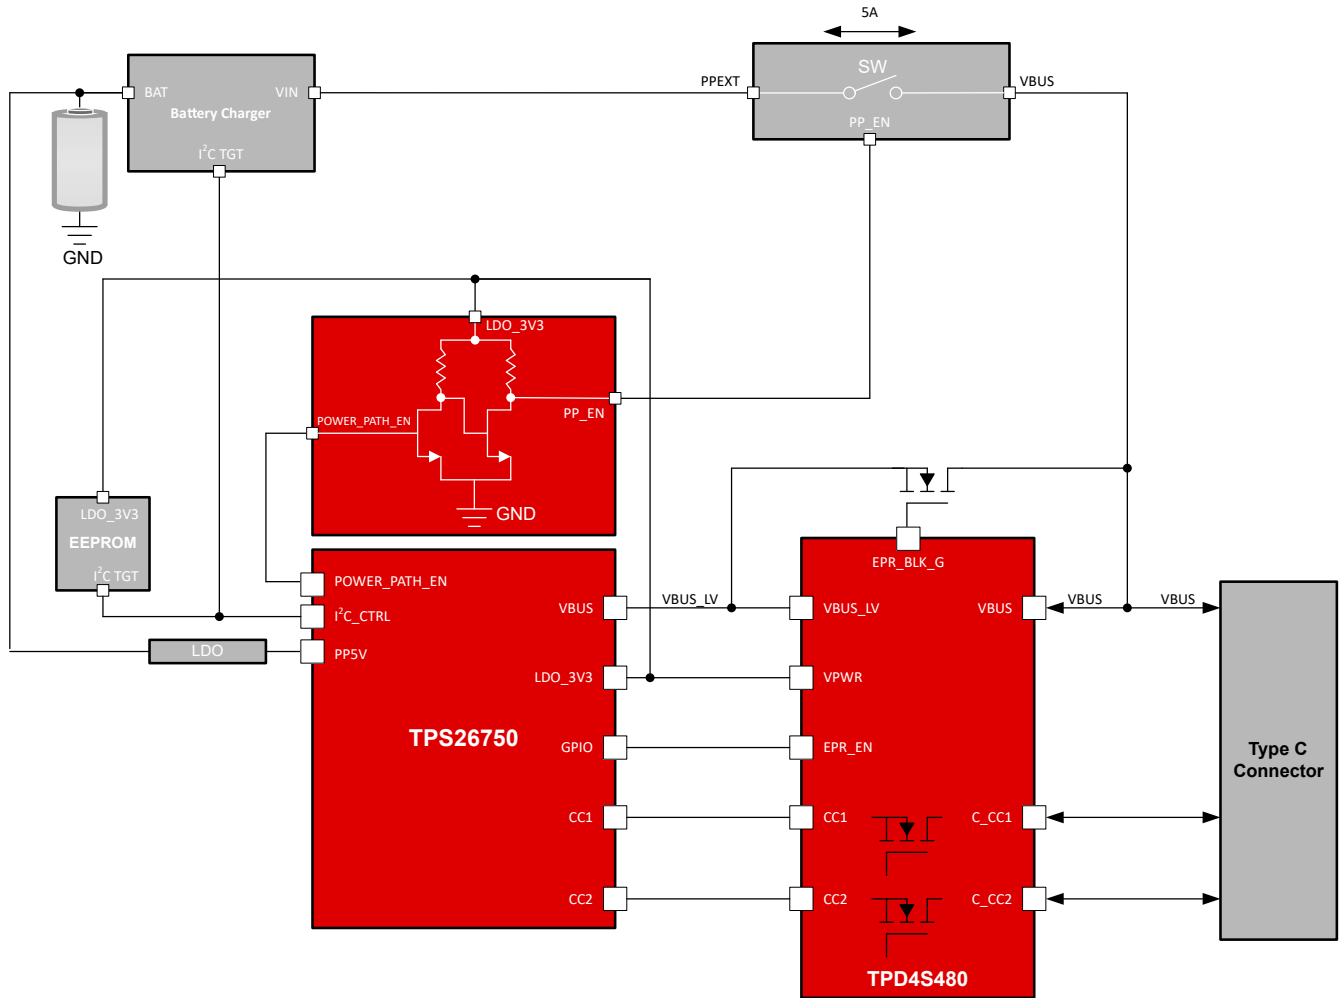 5A
SW
PPEXT
VBUS
PP_EN
BAT
VIN
Battery Charger
I²C TGT
GND
LDO_3V3
POWER_PATH_EN
PP_EN
GND
LDO_3V3
EEPROM
I²C TGT
EPR_BLK_G
POWER_PATH_EN
I²C_CTRL
LDO
PP5V
VBUS
VBUS_LV
LDO_3V3
TPS26750
GPIO
CC1
CC2
VBUS_LV
VBUS
VPWR
EPR_EN
CC1
C_CC1
CC2
C_CC2
TPD4S480
VBUS
VBUS
Type C
Connector